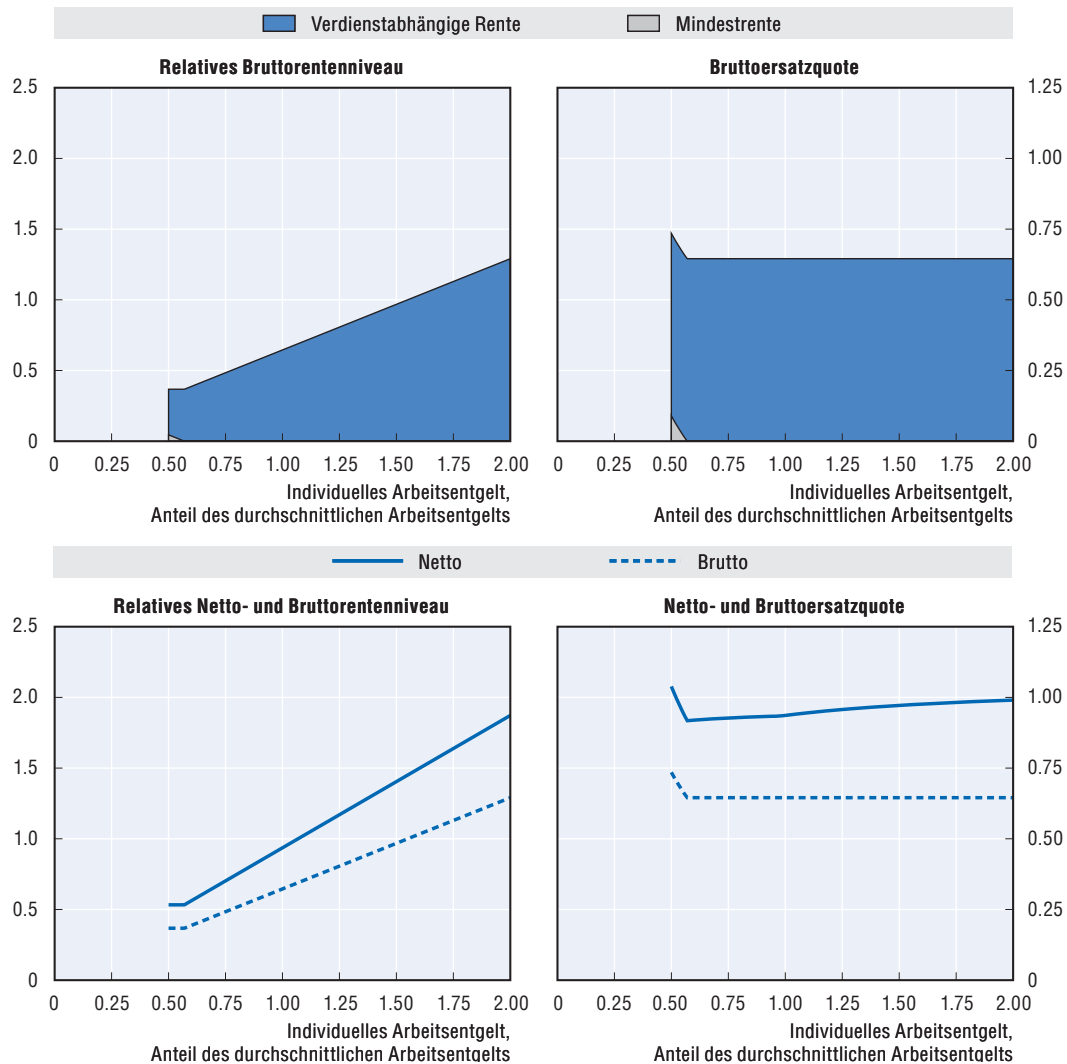 Verdienstabhängige Rente Mindestrente
Relatives Bruttorentenniveau
2.5
2.0
1.5
1.0
0.5
0
0 0.25 0.50 0.75 1.00 1.25 1.50 1.75 2.00
Individuelles Arbeitsentgelt,
Anteil des durchschnittlichen Arbeitsentgelts
Bruttoersatzquote
1.25
1.00
0.75
0.50
0.25
0
0 0.25 0.50 0.75 1.00 1.25 1.50 1.75 2.00
Individuelles Arbeitsentgelt,
Anteil des durchschnittlichen Arbeitsentgelts
Netto Brutto
Relatives Netto- und Bruttorentenniveau
2.5
2.0
1.5
1.0
0.5
0
0 0.25 0.50 0.75 1.00 1.25 1.50 1.75 2.00
Individuelles Arbeitsentgelt,
Anteil des durchschnittlichen Arbeitsentgelts
Netto- und Bruttoersatzquote
1.25
1.00
0.75
0.50
0.25
0
0 0.25 0.50 0.75 1.00 1.25 1.50 1.75 2.00
Individuelles Arbeitsentgelt,
Anteil des durchschnittlichen Arbeitsentgelts